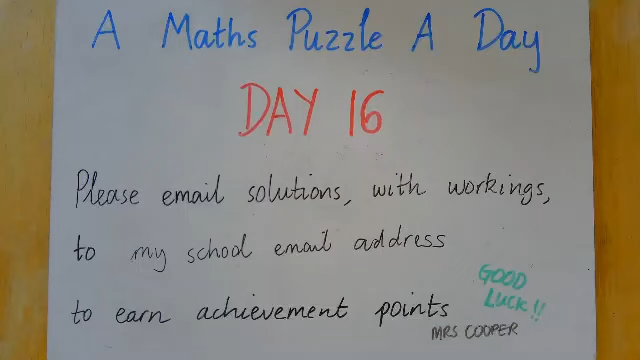 A Maths Puzzle A Day
DAY 16
Please email solutions, with workings,
to my school email address
to earn achievement points
GOOD
LUCK!!
MRS COOPER